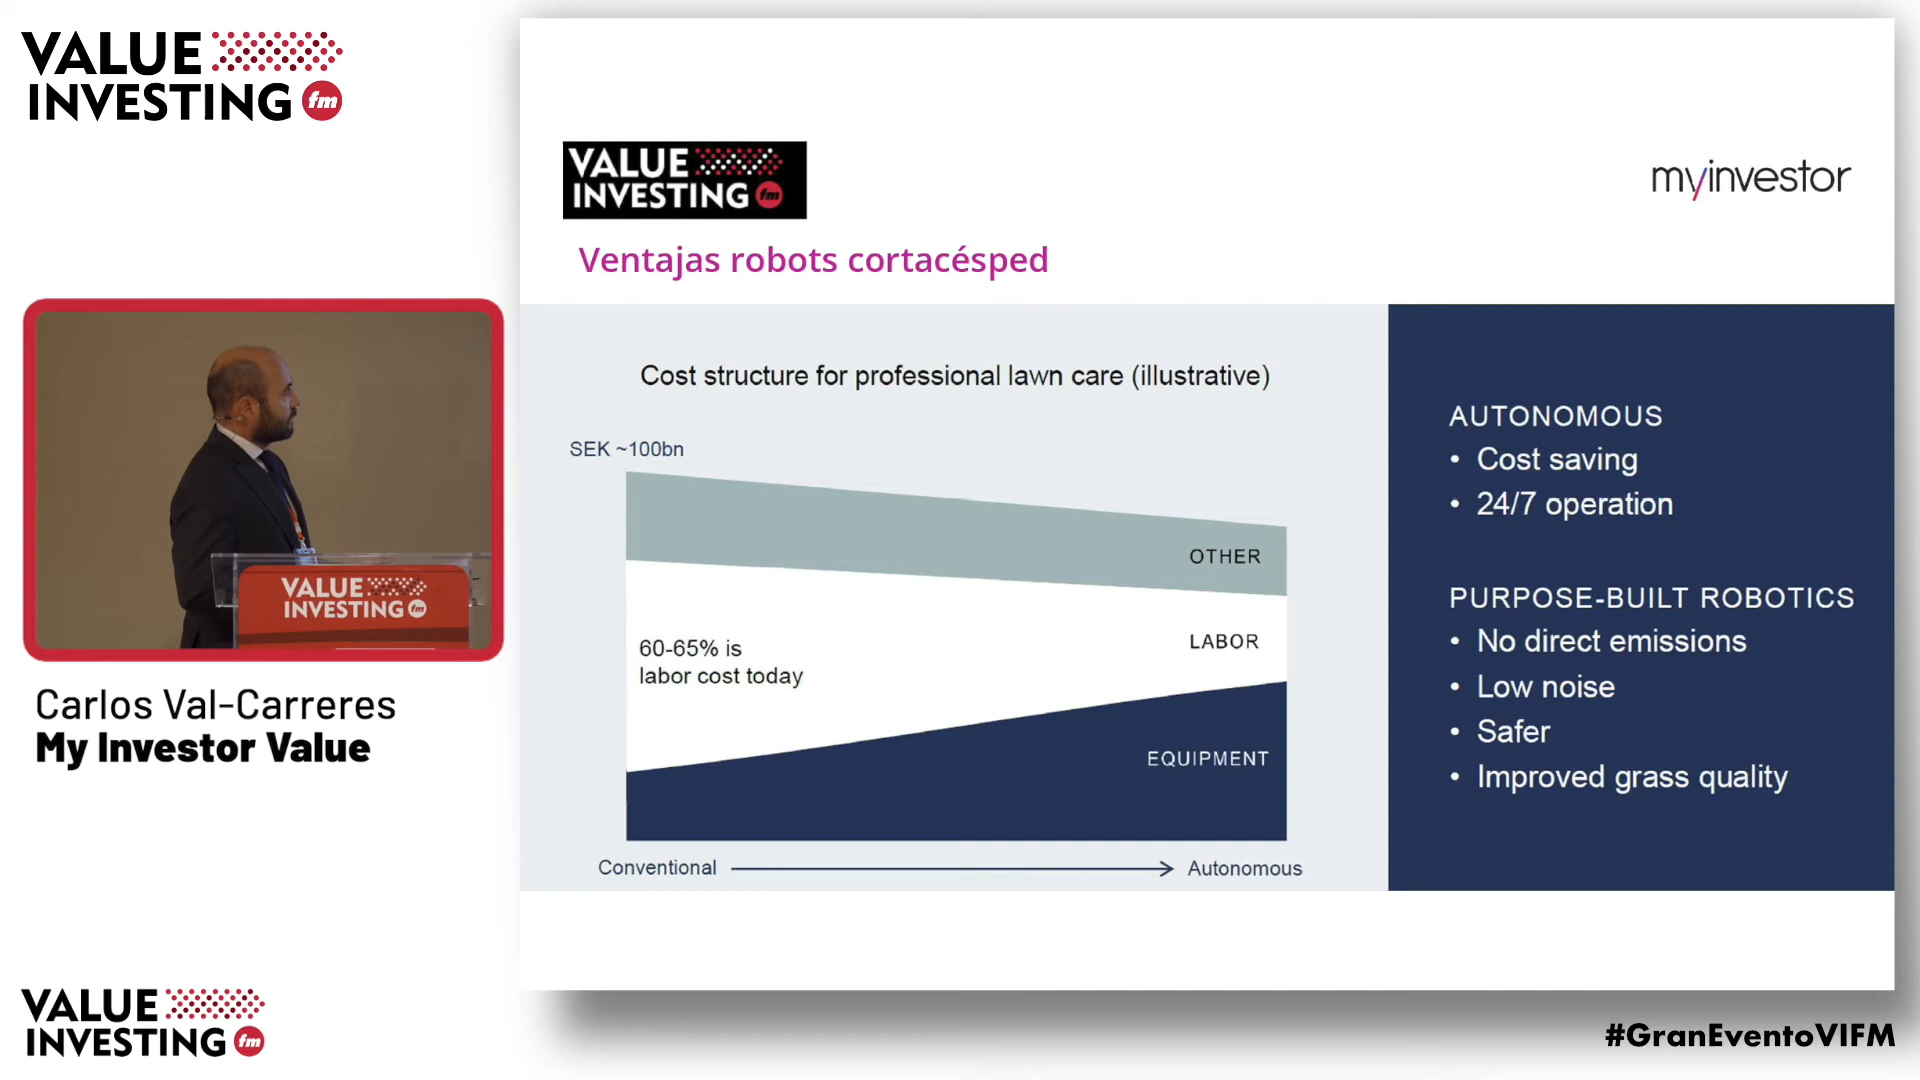 VALUE
INVESTING fm
VALUE
INVESTING fm
myinvestor
Ventajas robots cortacésped
Cost structure for professional lawn care (illustrative)
SEK ~100bn
OTHER
LABOR
60-65% is
labor cost today
EQUIPMENT
Conventional
Autonomous
AUTONOMOUS
• Cost saving
• 24/7 operation
PURPOSE-BUILT ROBOTICS
• No direct emissions
• Low noise
• Safer
• Improved grass quality
VALUE
INVESTING fm
Carlos Val-Carreres
My Investor Value
VALUE
INVESTING fm
#GranEventoVIFM